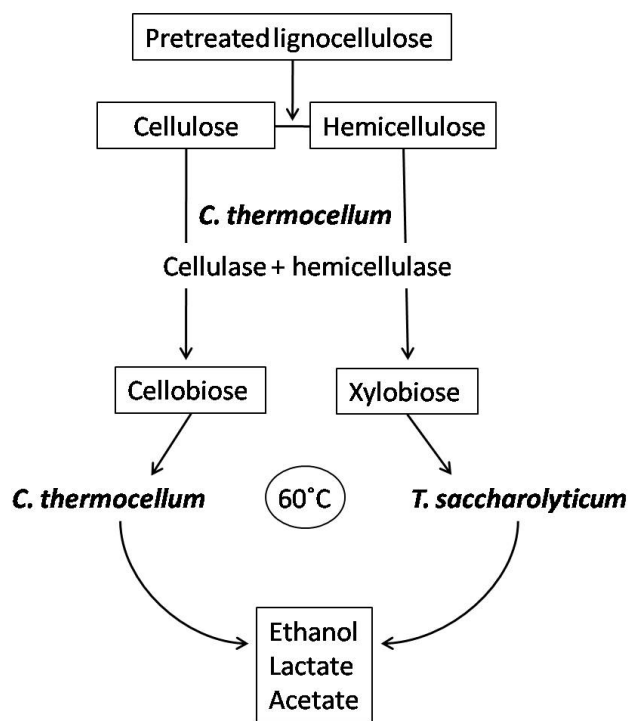 Pretreated lignocellulose
Cellulose
Hemicellulose
C. thermocellum
Cellulase + hemicellulase
Cellobiose
Xylobiose
C. thermocellum
60˚C
T. saccharolyticum
Ethanol
Lactate
Acetate